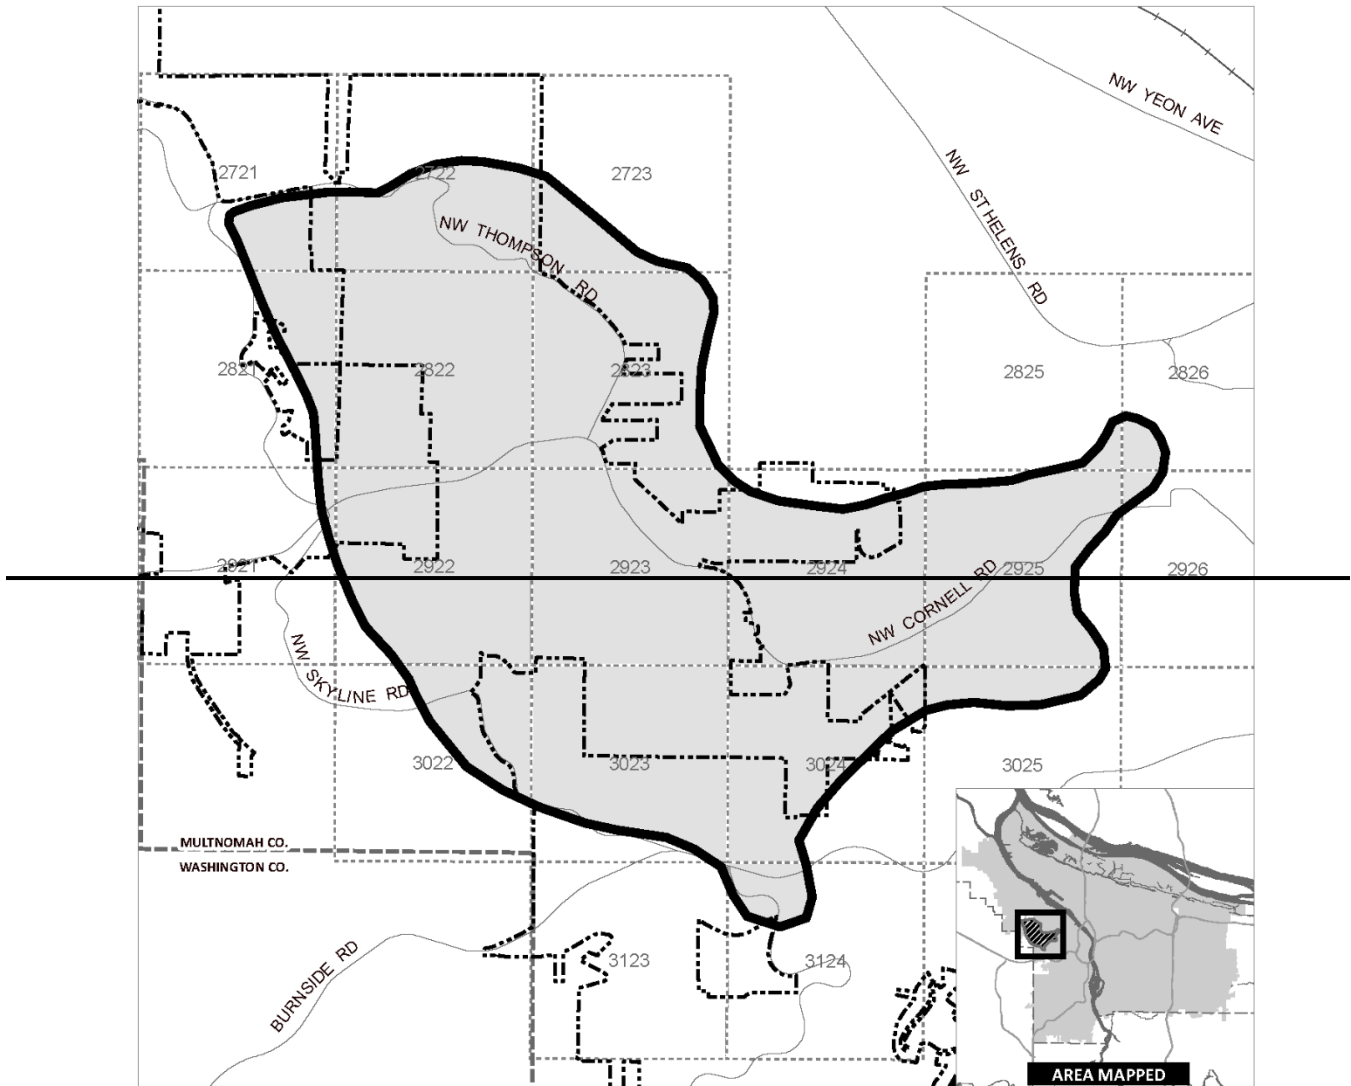 NW YEON AVE
2721
2722
2723
NW ST HELENS RD
NW THOMPSON RD
2821
2822
2823
2825
2826
2921
2922
2923
2924
2925
2926
NW CORNELL RD
NW SKYLINE RD
3022
3023
3024
3025
MULTNOMAH CO.
WASHINGTON CO.
BURNSIDE RD
3123
3124
AREA MAPPED